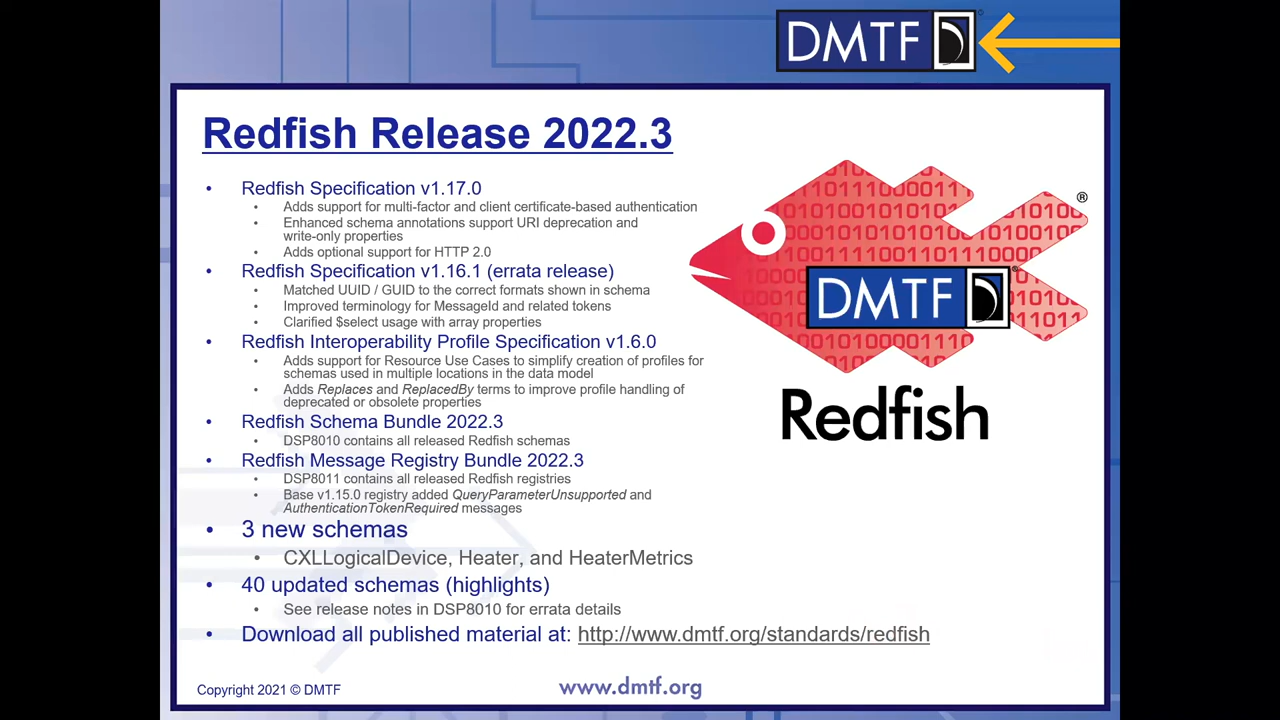 DMTF
Redfish Release 2022.3
• Redfish Specification v1.17.0
• Adds support for multi-factor and client certificate-based authentication
• Enhanced schema annotations support URI deprecation and
write-only properties
• Adds optional support for HTTP 2.0
• Redfish Specification v1.16.1 (errata release)
• Matched UUID / GUID to the correct formats shown in schema
• Improved terminology for MessageId and related tokens
• Clarified $select usage with array properties
• Redfish Interoperability Profile Specification v1.6.0
• Adds support for Resource Use Cases to simplify creation of profiles for
schemas used in multiple locations in the data model
• Adds Replaces and ReplacedBy terms to improve profile handling of
deprecated or obsolete properties
• Redfish Schema Bundle 2022.3
• DSP8010 contains all released Redfish schemas
• Redfish Message Registry Bundle 2022.3
• DSP8011 contains all released Redfish registries
• Base v1.15.0 registry added QueryParameterUnsupported and
AuthenticationTokenRequired messages
• 3 new schemas
• CXLLogicalDevice, Heater, and HeaterMetrics
• 40 updated schemas (highlights)
• See release notes in DSP8010 for errata details
• Download all published material at: http://www.dmtf.org/standards/redfish
®
DMTF
®
Redfish
Copyright 2021 © DMTF
www.dmtf.org